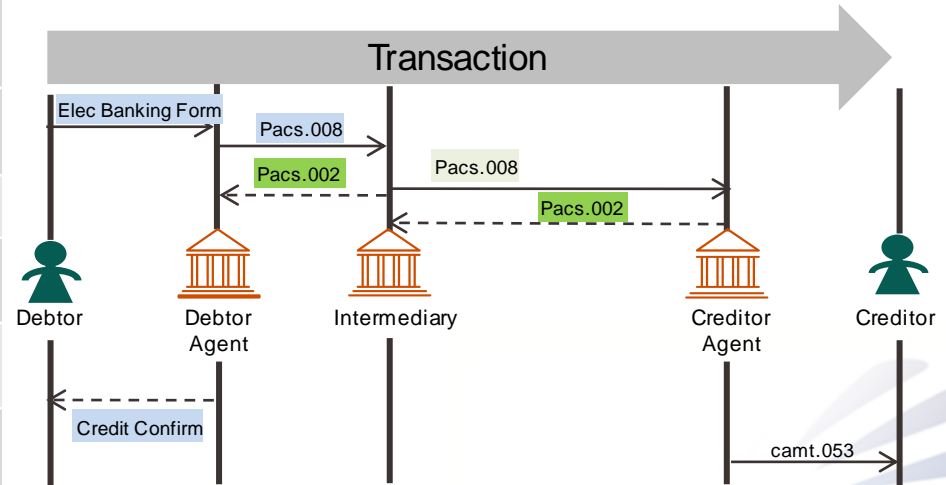 Transaction
Elec Banking Form
Pacs.008
Pacs.002
Pacs.008
Pacs.002
Debtor
Debtor
Agent
Intermediary
Creditor
Agent
Creditor
Credit Confirm
camt.053